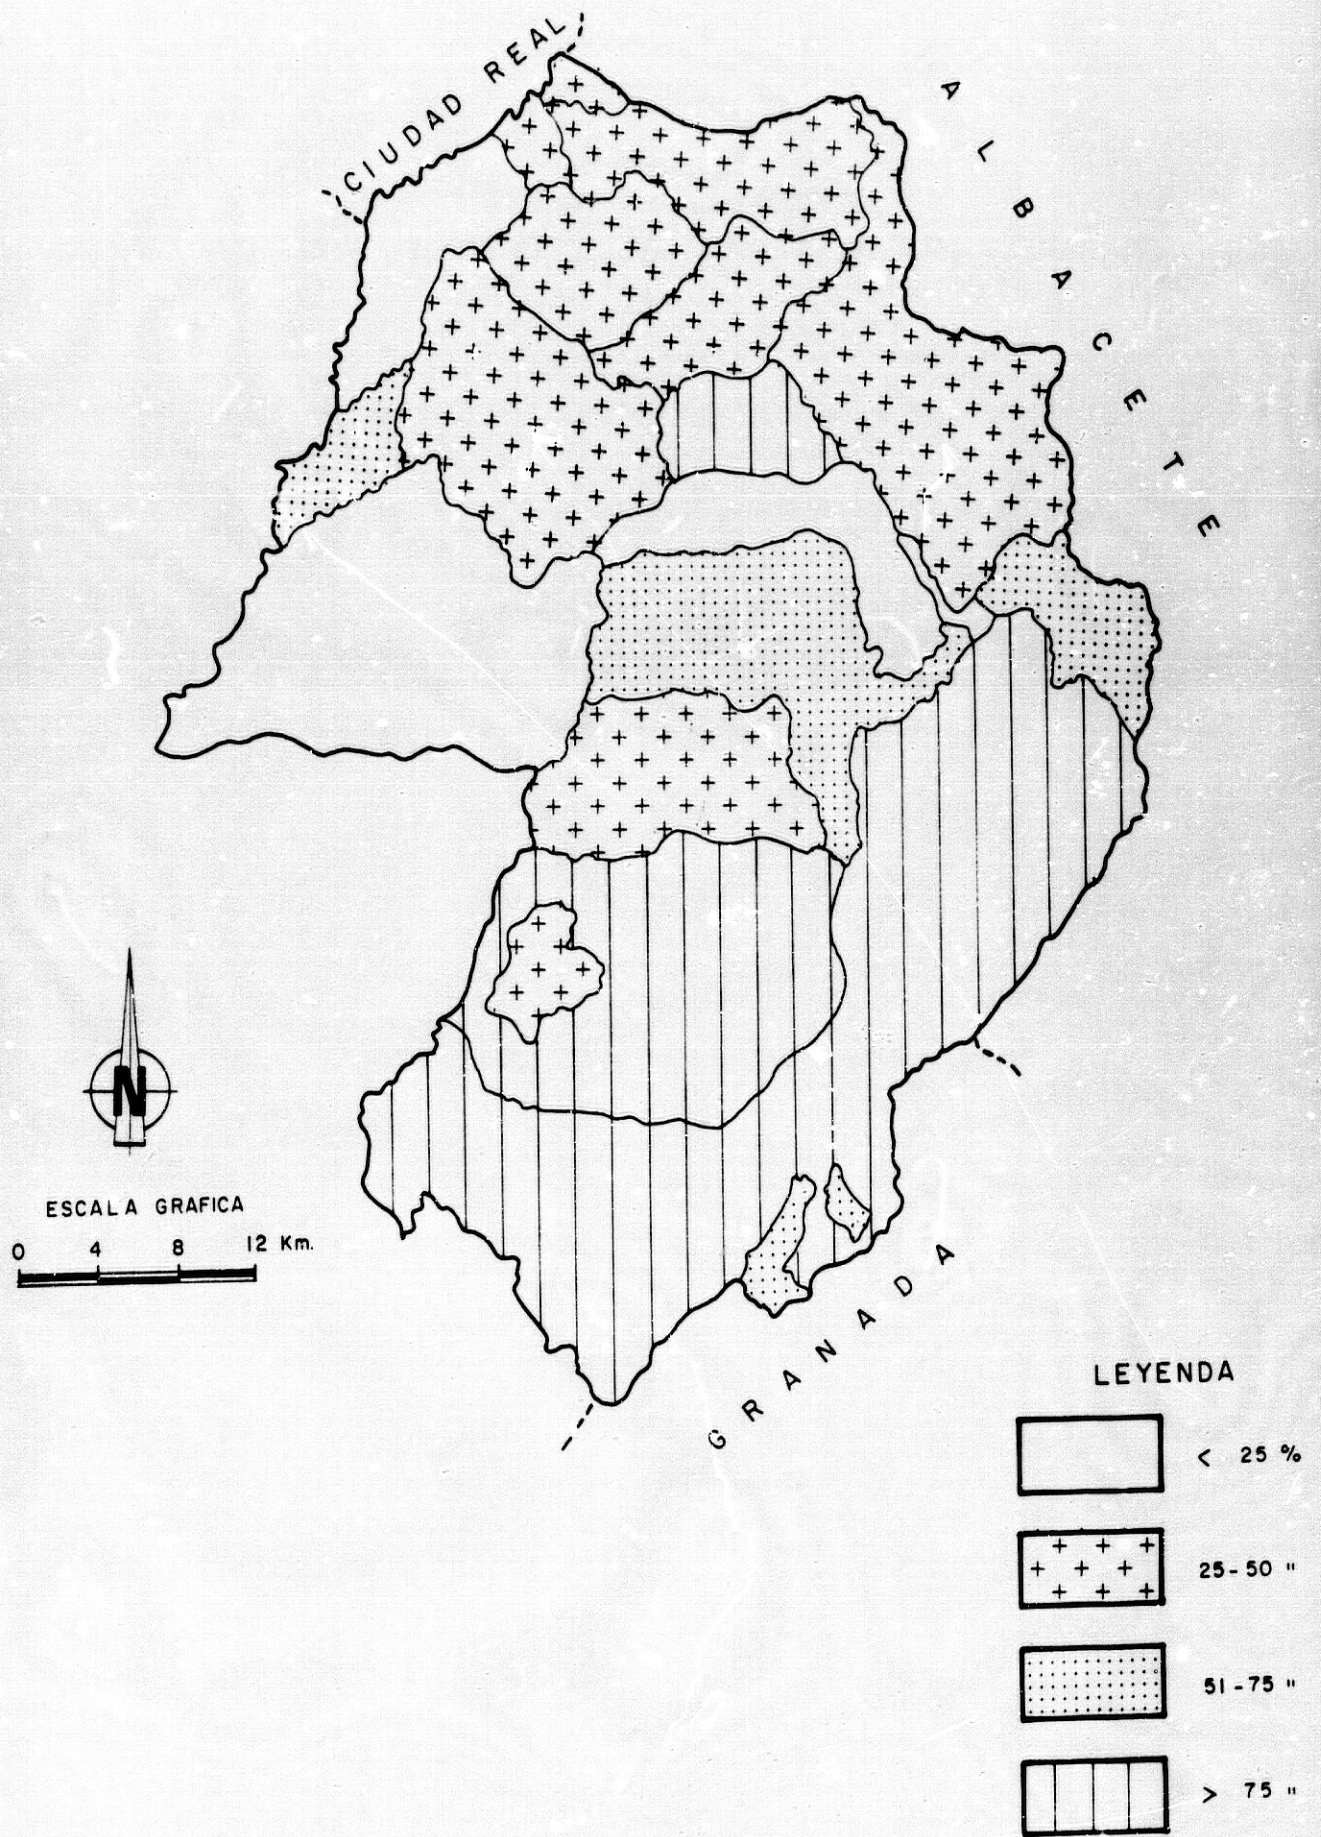 CIUDAD REAL
ALBACETE
N
ESCALA GRAFICA
0 4 8 12 Km.
GRANADA
LEYENDA
< 25 %
25-50 "
51-75 "
> 75 "